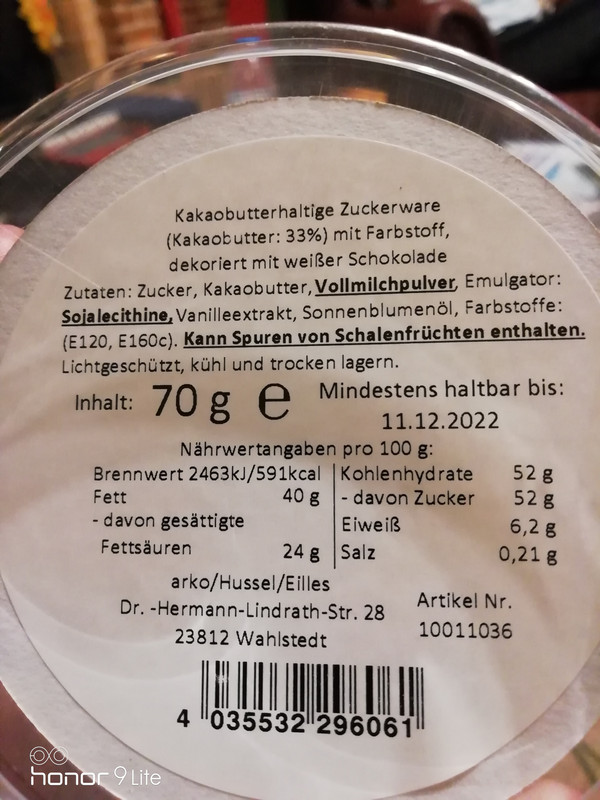 Kakaobutterhaltige Zuckerware
(Kakaobutter: 33%) mit Farbstoff,
dekoriert mit weißer Schokolade
Zutaten: Zucker, Kakaobutter, Vollmilchpulver, Emulgator:
Sojalecithine, Vanilleextrakt, Sonnenblumenöl, Farbstoffe:
(E120, E160c). Kann Spuren von Schalenfrüchten enthalten.
Lichtgeschützt, kühl und trocken lagern.
Inhalt: 70 g ℮ Mindestens haltbar bis:
11.12.2022
Nährwertangaben pro 100 g:
Brennwert 2463kJ/591kcal
Fett 40 g
- davon gesättigte
Fettsäuren 24 g
Kohlenhydrate 52 g
- davon Zucker 52 g
Eiweiß 6,2 g
Salz 0,21 g
arko/Hussel/Eilles
Dr. -Hermann-Lindrath-Str. 28
23812 Wahlstedt
Artikel Nr.
10011036
4 035532 296061
honor 9 Lite